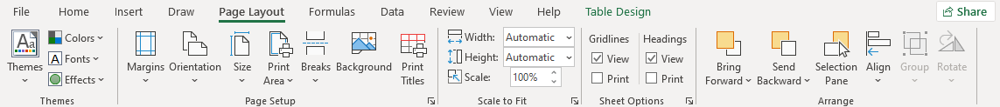 File Home Insert Draw Page Layout Formulas Data Review View Help Table Design Share
Aa Themes
Colors
A Fonts
Effects
Themes
Margins
Orientation
Size
Print Area
Breaks
Background
Print Titles
Page Setup
Width: Automatic
Height: Automatic
Scale: 100%
Scale to Fit
Gridlines
View
Print
Headings
View
Print
Sheet Options
Bring Forward
Send Backward
Selection Pane
Align
Group
Rotate
Arrange